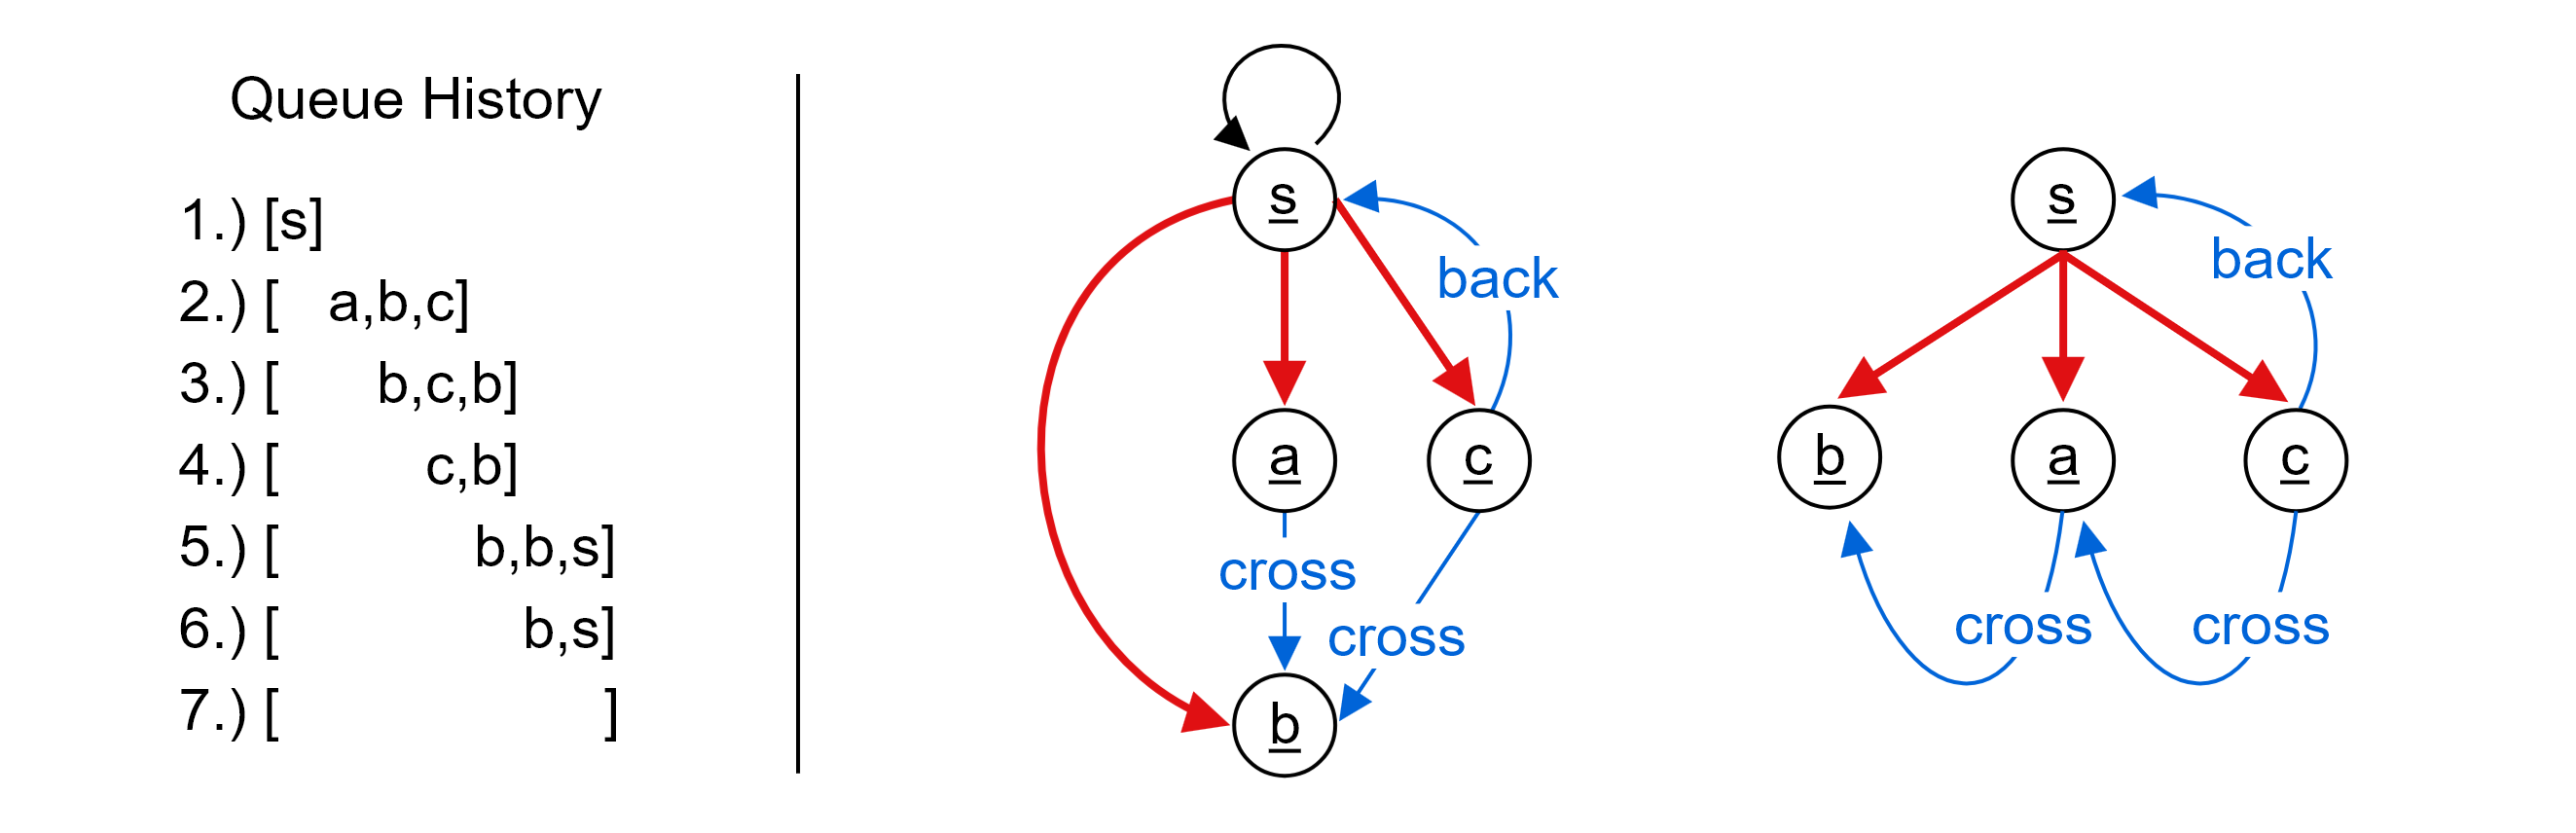 Queue History
1.) [s]
2.) [ a,b,c]
3.) [ b,c,b]
4.) [ c,b]
5.) [ b,b,s]
6.) [ b,s]
7.) [ ]
s
back
a
c
cross
cross
b
s
back
b
a
c
cross
cross